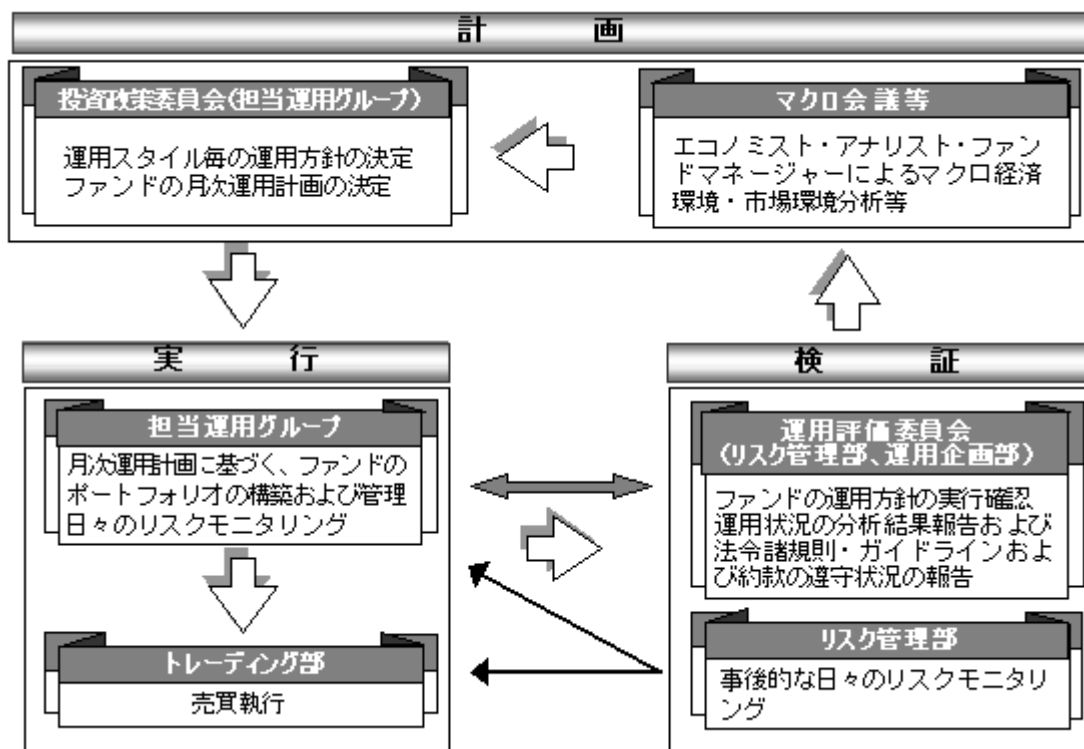 計画
投資政策委員会(担当運用グループ)
運用スタイル毎の運用方針の決定
ファンドの月次運用計画の決定
マクロ会議等
エコノミスト・アナリスト・ファン
ドマネージャーによるマクロ経済
環境・市場環境分析等
実行
担当運用グループ
月次運用計画に基づく、ファンドの
ポートフォリオの構築および管理
日々のリスクモニタリング
トレーディング部
売買執行
検証
運用評価委員会
(リスク管理部、運用企画部)
ファンドの運用方針の実行確認、
運用状況の分析結果報告および
法令諸規則・ガイドラインおよ
び約款の遵守状況の報告
リスク管理部
事後的な日々のリスクモニタリ
ング